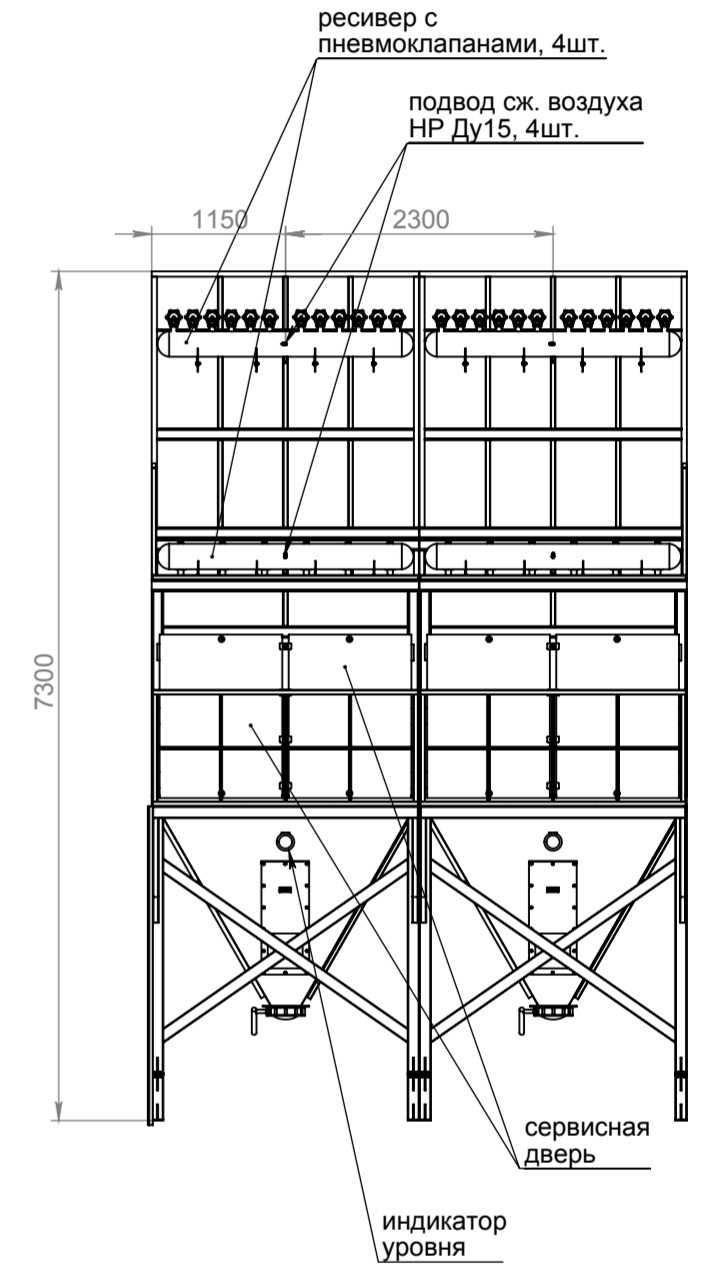 ресивер с
пневмоклапанами, 4шт.
подвод сж. воздуха
НР Ду15, 4шт.
1150
2300
7300
сервисная
дверь
индикатор
уровня